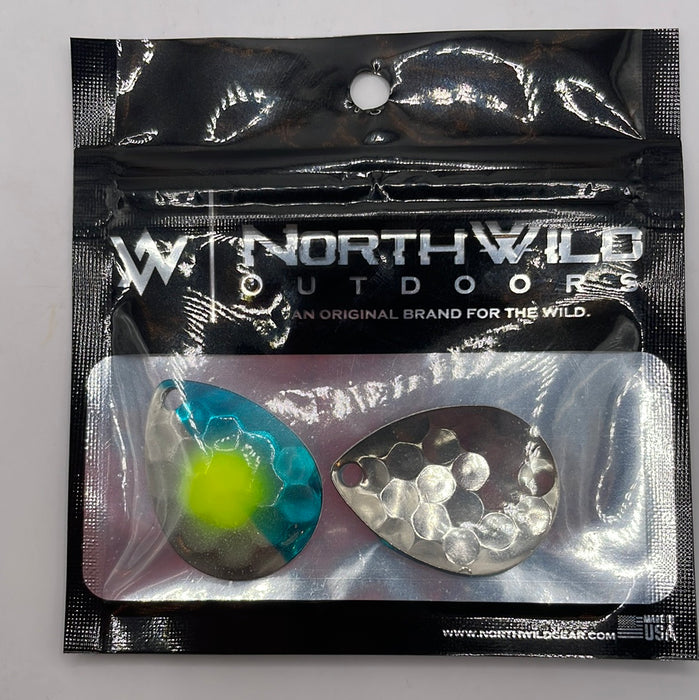 NORTHWILD
OUTDOORS
AN ORIGINAL BRAND FOR THE WILD.
WWW.NORTHWILDGEAR.COM
MADE IN
USA